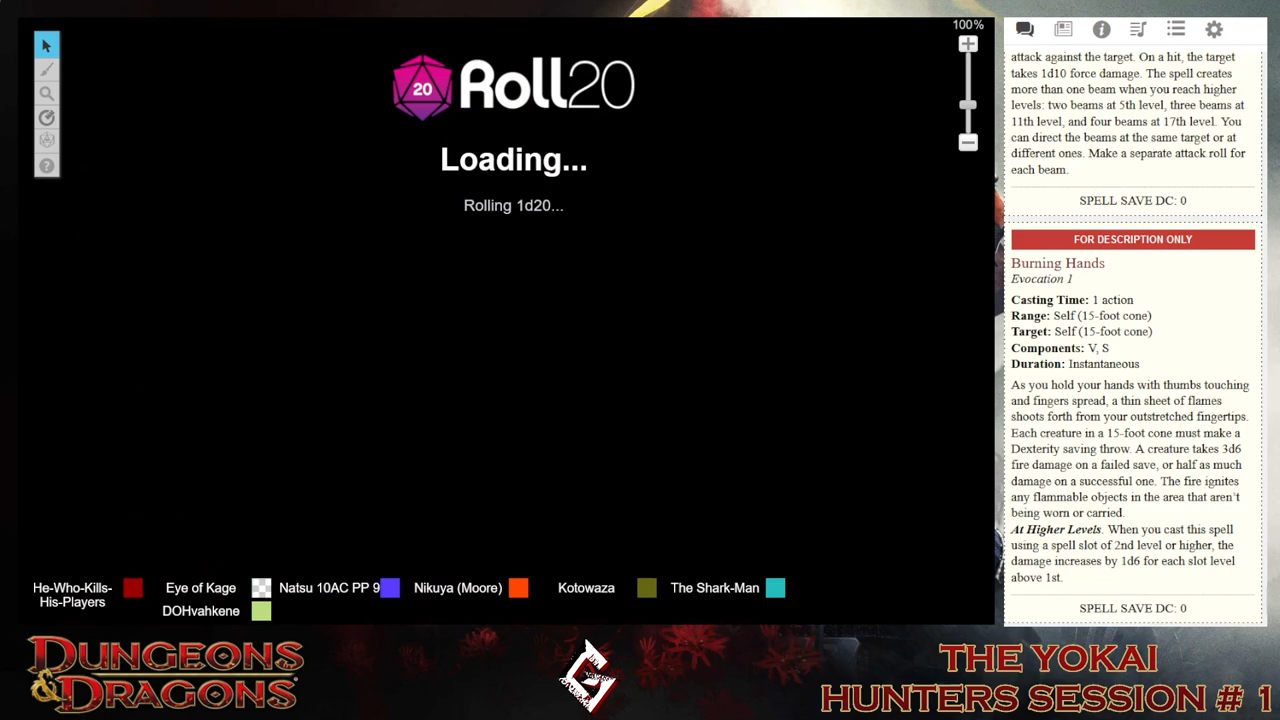 100%
20
Roll20
Loading...
Rolling 1d20...
attack against the target. On a hit, the target
takes 1d10 force damage. The spell creates
more than one beam when you reach higher
levels: two beams at 5th level, three beams at
11th level, and four beams at 17th level. You
can direct the beams at the same target or at
different ones. Make a separate attack roll for
each beam.
SPELL SAVE DC: 0
FOR DESCRIPTION ONLY
Burning Hands
Evocation 1
Casting Time: 1 action
Range: Self (15-foot cone)
Target: Self (15-foot cone)
Components: V, S
Duration: Instantaneous
As you hold your hands with thumbs touching
and fingers spread, a thin sheet of flames
shoots forth from your outstretched fingertips.
Each creature in a 15-foot cone must make a
Dexterity saving throw. A creature takes 3d6
fire damage on a failed save, or half as much
damage on a successful one. The fire ignites
any flammable objects in the area that aren't
being worn or carried.
At Higher Levels. When you cast this spell
using a spell slot of 2nd level or higher, the
damage increases by 1d6 for each slot level
above 1st.
SPELL SAVE DC: 0
He-Who-Kills-
His-Players
Eye of Kage
Natsu 10AC PP 9
Nikuya (Moore)
Kotowaza
The Shark-Man
DOHvahkene
DUNGEONS
& DRAGONS
THE YOKAI
HUNTERS SESSION # 1